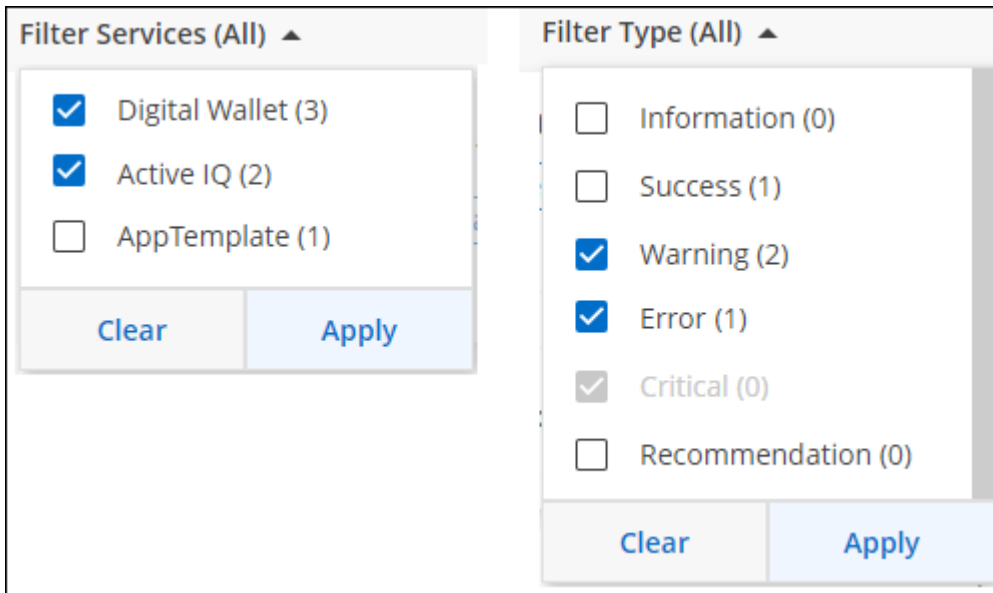 Filter Services (All)
Digital Wallet (3)
Active IQ (2)
AppTemplate (1)
Clear Apply
Filter Type (All)
Information (0)
Success (1)
Warning (2)
Error (1)
Critical (0)
Recommendation (0)
Clear Apply